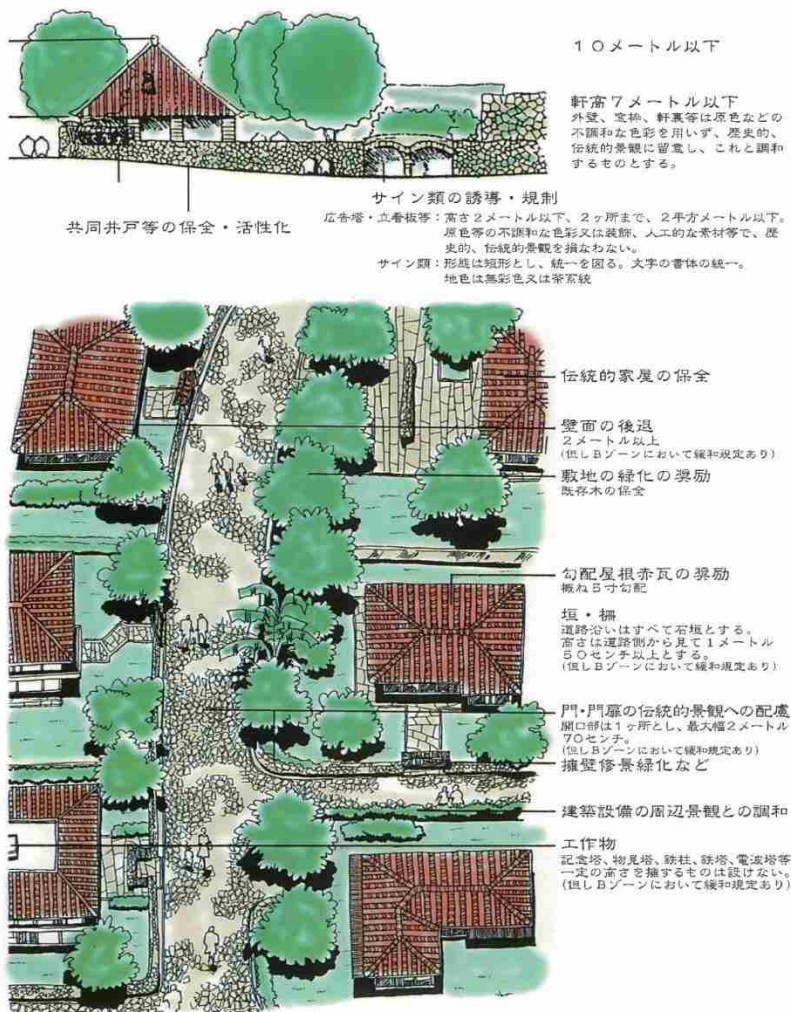 10メートル以下
軒高7メートル以下
外壁、窓枠、軒裏等は原色などの
不調和な色彩を用いず、歴史的、
伝統的景観に留意し、これと調和
するものとする。
サイン類の誘導・規制
共同井戸等の保全・活性化
広告塔・立看板等：高さ2メートル以下、2ヶ所まで、2平方メートル以下。
原色等の不調和な色彩又は装飾、人工的な素材等で、歴
史的、伝統的景観を損なわない。
サイン類：形態は短形とし、統一を図る。文字の書体の統一。
地色は無彩色又は茶系統
伝統的家屋の保全
壁面の後退
2メートル以上
(但しBゾーンにおいて緩和規定あり)
敷地の緑化の奨励
既存木の保全
勾配屋根赤瓦の奨励
概ね5寸勾配
垣・柵
道路沿いはすべて石垣とする。
高さは道路側から見て1メートル
50センチ以上とする。
(但しBゾーンにおいて緩和規定あり)
門・門扉の伝統的景観への配慮
開口部は1ヶ所とし、最大幅2メートル
70センチ。
(但しBゾーンにおいて緩和規定あり)
擁壁修景緑化など
建築設備の周辺景観との調和
工作物
記念塔、物見塔、鉄柱、鉄塔、電波塔等
一定の高さを擁するものは設けない。
(但しBゾーンにおいて緩和規定あり)